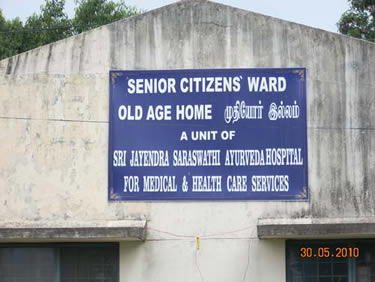 SENIOR CITIZENS' WARD
OLD AGE HOME முதியோர் இல்லம்
A UNIT OF
SRI JAYENDRA SARASWATHI AYURVEDA HOSPITAL
FOR MEDICAL & HEALTH CARE SERVICES
30.05.2010